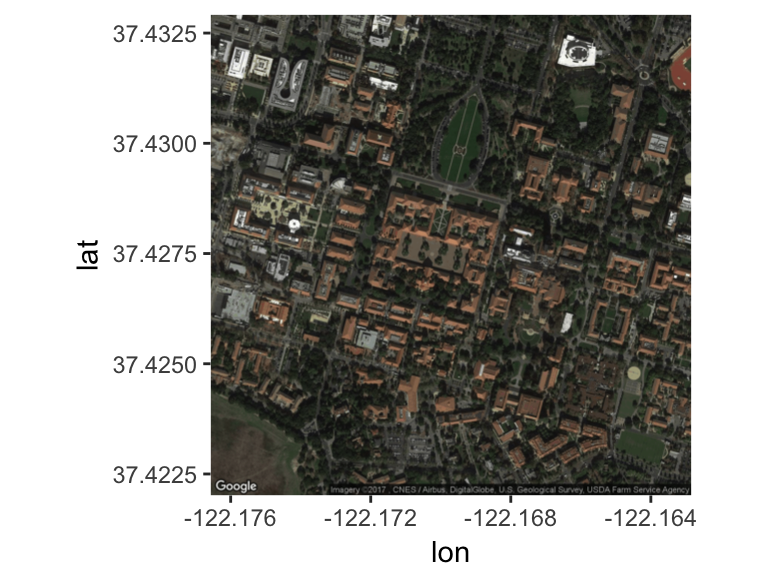 37.4325
37.4300
37.4275
37.4250
37.4225
lat
-122.176
-122.172
-122.168
-122.164
lon
Google
Imagery ©2017 , CNES / Airbus, DigitalGlobe, U.S. Geological Survey, USDA Farm Service Agency